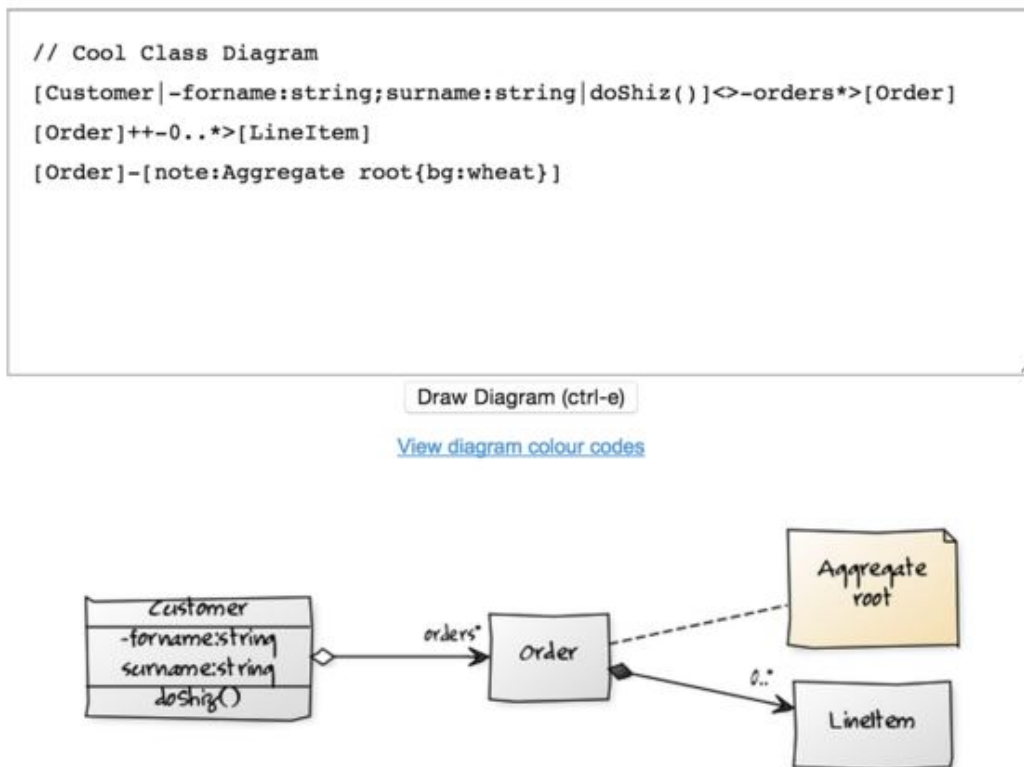 // Cool Class Diagram
[Customer|-forname:string;surname:string|doShiz()]<>-orders*>[Order]
[Order]++-0..*>[LineItem]
[Order]-[note:Aggregate root{bg:wheat}]
Draw Diagram (ctrl-e)
View diagram colour codes
Aggregate
root
Customer
-forname:string
surname:string
doShiz()
orders*
Order
0..*
LineItem